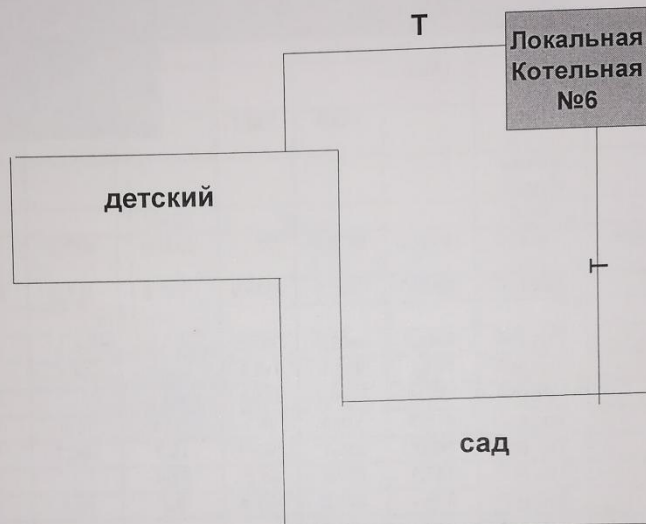 Т
Локальная
Котельная
№6
детский
Т
сад